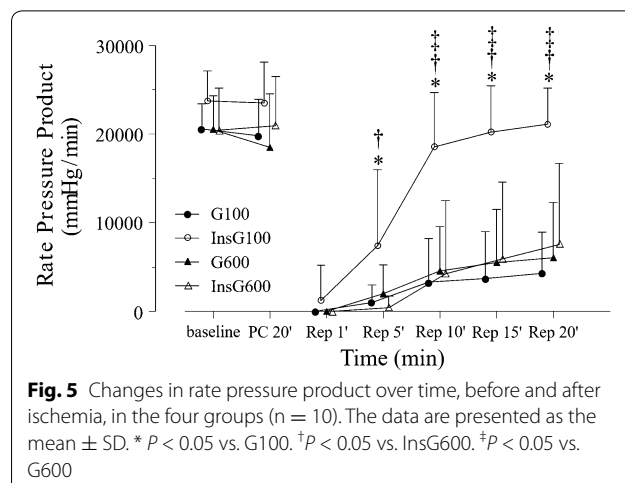 30000
20000
10000
0
Rate Pressure Product
(mmHg/min)
†
*
‡
‡
†
*
‡
‡
†
*
‡
‡
†
*
G100
InsG100
G600
InsG600
baseline PC 20' Rep 1' Rep 5' Rep 10' Rep 15' Rep 20'
Time (min)
Fig. 5 Changes in rate pressure product over time, before and after
ischemia, in the four groups (n = 10). The data are presented as the
mean ± SD. * P < 0.05 vs. G100. †P < 0.05 vs. InsG600. ‡P < 0.05 vs.
G600